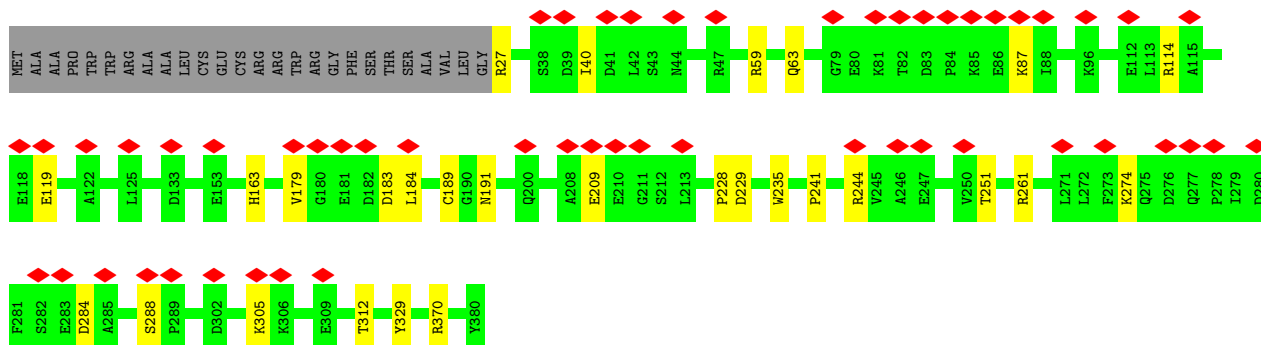 MET ALA ALA PRO TRP TRP ARG ALA ALA LEU CYS GLU CYS ARG ARG TRP ARG GLY PHE SER THR SER ALA VAL LEU GLY R27 S38 D39 I40 D41 L42 S43 N44 R47 R59 Q63 G79 E80 K81 T82 D83 P84 K85 E86 K87 I88 K96 E112 L113 R114 A115
E118 E119 A122 L125 D133 E153 H163 V179 G180 E181 D182 D183 L184 C189 G190 N191 Q200 A208 E209 E210 G211 S212 L213 P228 D229 W235 P241 R244 V245 A246 E247 V250 T251 R261 L271 L272 F273 K274 Q275 D276 Q277 P278 I279 D280
F281 S282 E283 D284 A285 S288 P289 D302 K305 K306 E309 T312 Y329 R370 Y380